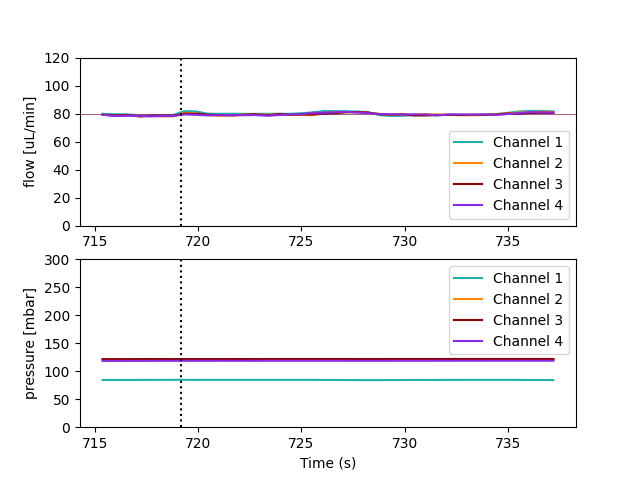 flow [uL/min]
120
100
80
60
40
20
0
Channel 1
Channel 2
Channel 3
Channel 4
715 720 725 730 735
pressure [mbar]
300
250
200
150
100
50
0
Channel 1
Channel 2
Channel 3
Channel 4
715 720 725 730 735
Time (s)